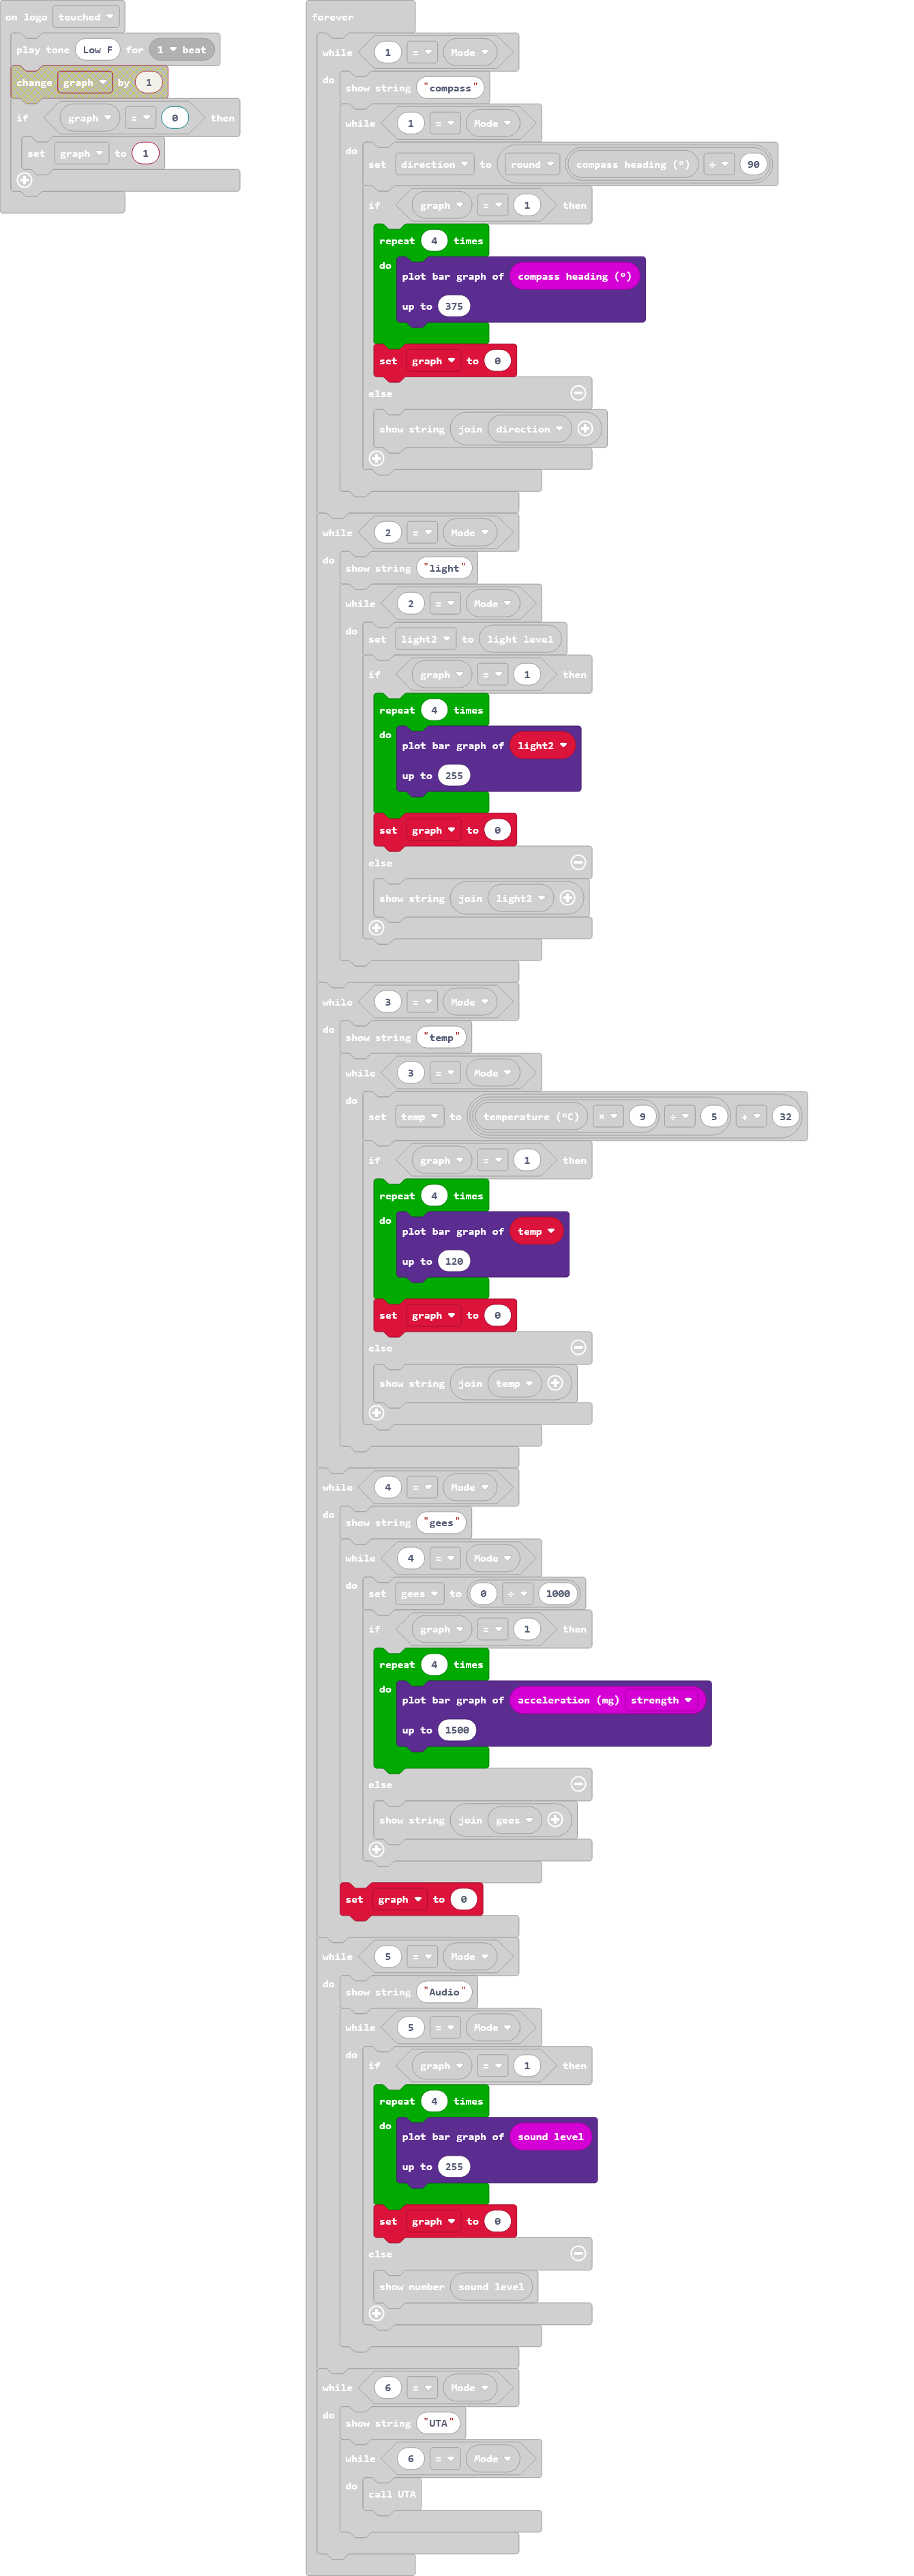 on logo touched
play tone Low F for 1 beat
change graph by 1
if graph = 0 then
set graph to 1
forever
while 1 = Mode
do show string "compass"
while 1 = Mode
do set direction to round compass heading (°) ÷ 90
if graph = 1 then
repeat 4 times
do plot bar graph of compass heading (°)
up to 375
set graph to 0
else
show string join direction
while 2 = Mode
do show string "light"
while 2 = Mode
do set light2 to light level
if graph = 1 then
repeat 4 times
do plot bar graph of light2
up to 255
set graph to 0
else
show string join light2
while 3 = Mode
do show string "temp"
while 3 = Mode
do set temp to temperature (°C) × 9 ÷ 5 + 32
if graph = 1 then
repeat 4 times
do plot bar graph of temp
up to 120
set graph to 0
else
show string join temp
while 4 = Mode
do show string "gees"
while 4 = Mode
do set gees to 0 ÷ 1000
if graph = 1 then
repeat 4 times
do plot bar graph of acceleration (mg) strength
up to 1500
else
show string join gees
set graph to 0
while 5 = Mode
do show string "Audio"
while 5 = Mode
do if graph = 1 then
repeat 4 times
do plot bar graph of sound level
up to 255
set graph to 0
else
show number sound level
while 6 = Mode
do show string "UTA"
while 6 = Mode
do call UTA